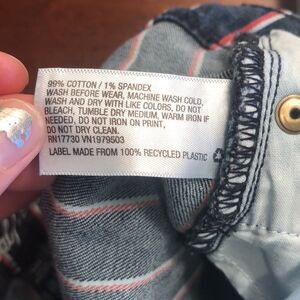 99% COTTON / 1% SPANDEX
WASH BEFORE WEAR, MACHINE WASH COLD,
WASH AND DRY WITH LIKE COLORS, DO NOT
BLEACH, TUMBLE DRY MEDIUM, WARM IRON IF
NEEDED, DO NOT IRON ON PRINT,
DO NOT DRY CLEAN.
RN17730 VN1979503
LABEL MADE FROM 100% RECYCLED PLASTIC